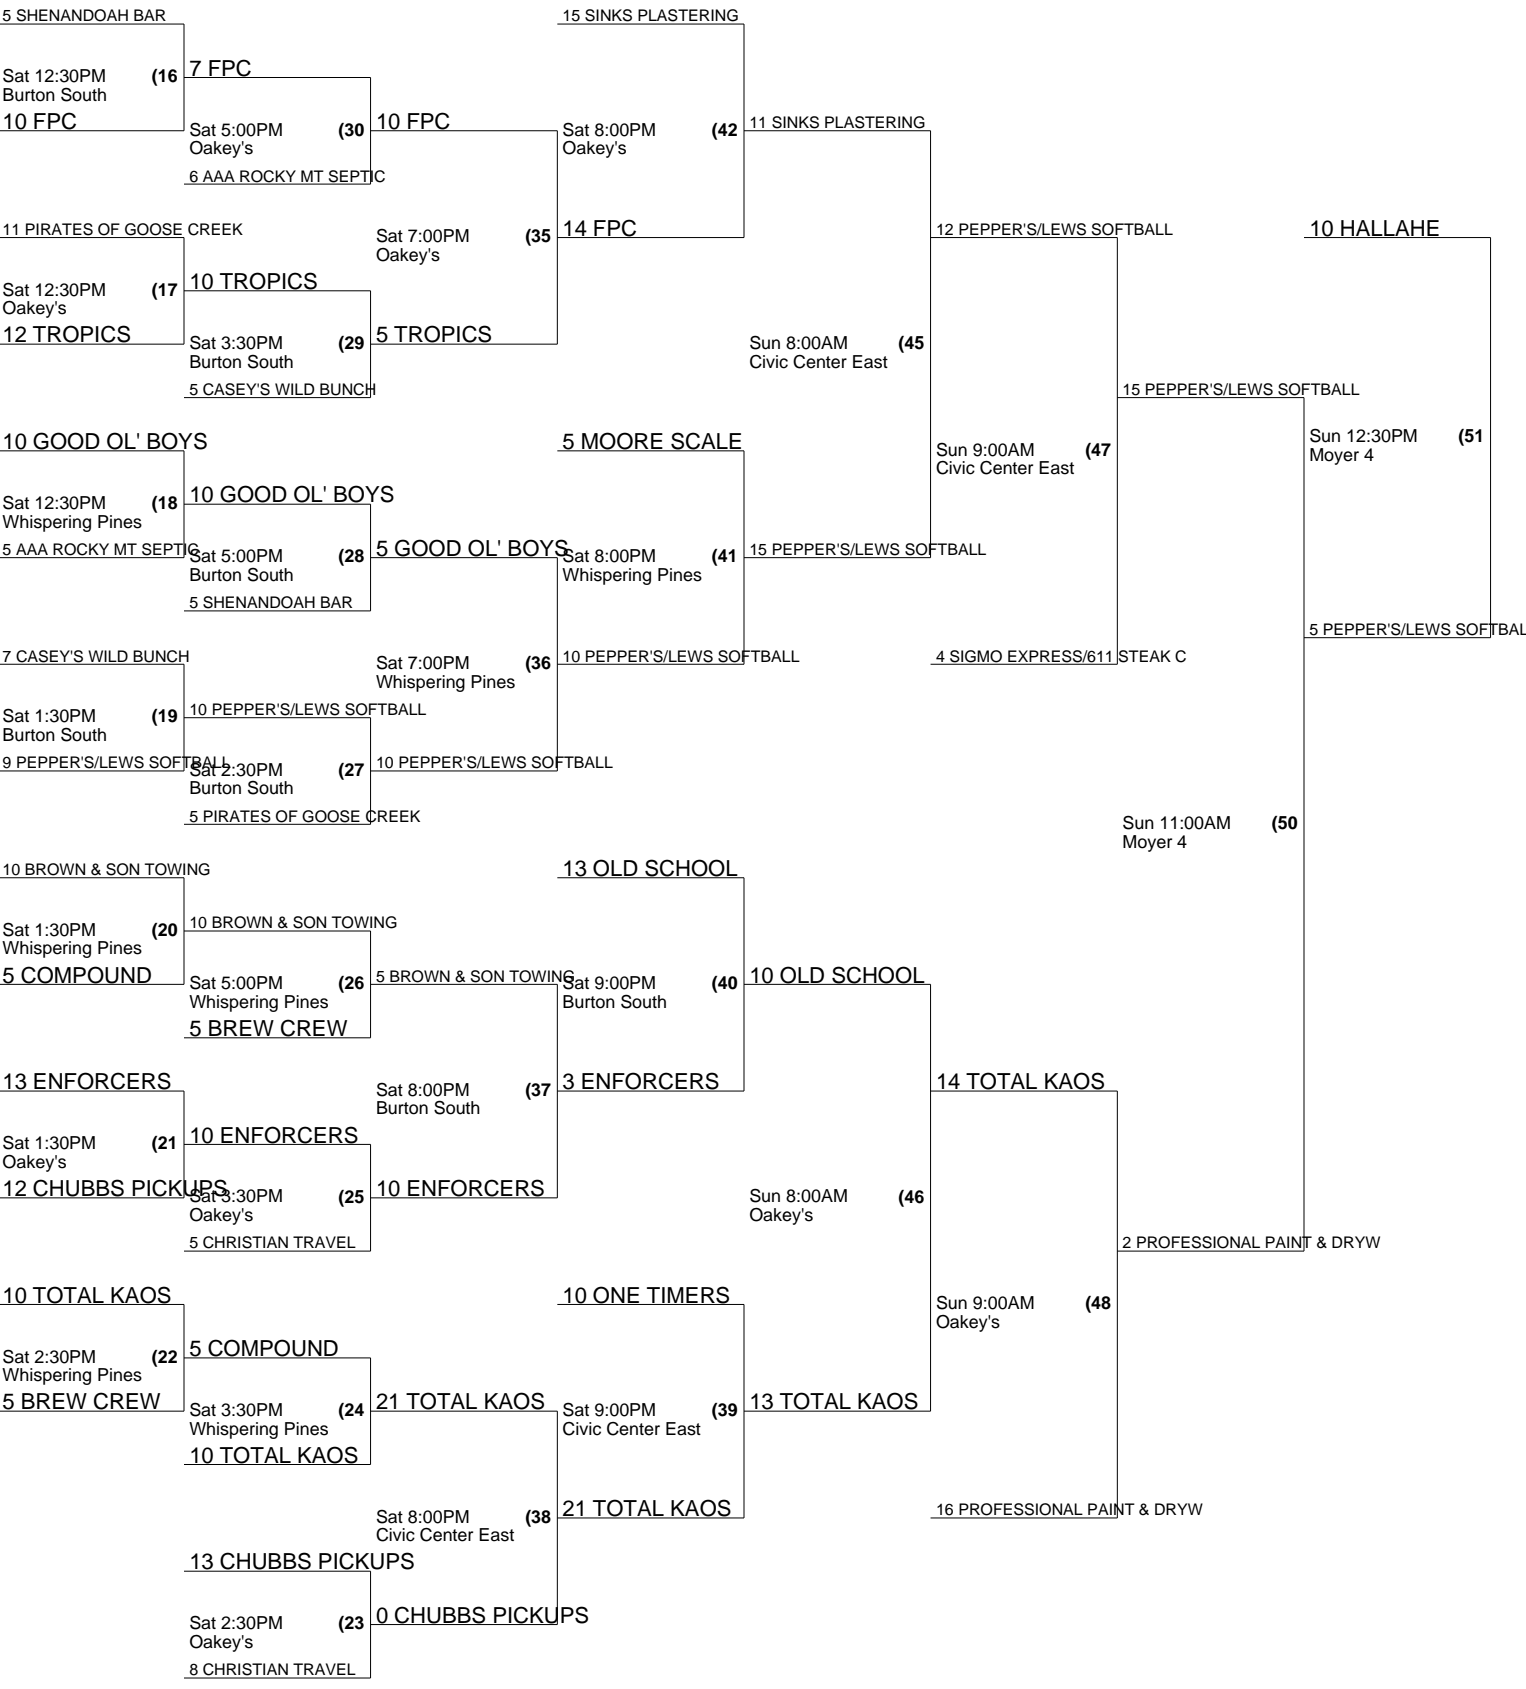 5 SHENANDOAH BAR
Sat 12:30PM (16
Burton South
10 FPC
11 PIRATES OF GOOSE CREEK
Sat 12:30PM (17
Oakey's
12 TROPICS
10 GOOD OL' BOYS
Sat 12:30PM (18
Whispering Pines
5 AAA ROCKY MT SEPTIC
7 CASEY'S WILD BUNCH
Sat 1:30PM (19
Burton South
9 PEPPER'S/LEWS SOFTBALL
10 BROWN & SON TOWING
Sat 1:30PM (20
Whispering Pines
5 COMPOUND
13 ENFORCERS
Sat 1:30PM (21
Oakey's
12 CHUBBS PICKUPS
10 TOTAL KAOS
Sat 2:30PM (22
Whispering Pines
5 BREW CREW
7 FPC
Sat 5:00PM (30
Oakey's
6 AAA ROCKY MT SEPTIC
10 TROPICS
Sat 3:30PM (29
Burton South
5 CASEY'S WILD BUNCH
10 GOOD OL' BOYS
Sat 5:00PM (28
Burton South
5 SHENANDOAH BAR
10 PEPPER'S/LEWS SOFTBALL
Sat 2:30PM (27
Burton South
5 PIRATES OF GOOSE CREEK
10 BROWN & SON TOWING
Sat 5:00PM (26
Whispering Pines
5 BREW CREW
10 ENFORCERS
Sat 3:30PM (25
Oakey's
5 CHRISTIAN TRAVEL
5 COMPOUND
Sat 3:30PM (24
Whispering Pines
10 TOTAL KAOS
13 CHUBBS PICKUPS
Sat 2:30PM (23
Oakey's
8 CHRISTIAN TRAVEL
10 FPC
Sat 7:00PM (35
Oakey's
5 TROPICS
5 GOOD OL' BOYS
Sat 7:00PM (36
Whispering Pines
10 PEPPER'S/LEWS SOFTBALL
5 BROWN & SON TOWING
Sat 8:00PM (37
Burton South
10 ENFORCERS
21 TOTAL KAOS
Sat 8:00PM (38
Civic Center East
0 CHUBBS PICKUPS
15 SINKS PLASTERING
Sat 8:00PM (42
Oakey's
14 FPC
5 MOORE SCALE
Sat 8:00PM (41
Whispering Pines
10 PEPPER'S/LEWS SOFTBALL
13 OLD SCHOOL
Sat 9:00PM (40
Burton South
3 ENFORCERS
10 ONE TIMERS
Sat 9:00PM (39
Civic Center East
21 TOTAL KAOS
11 SINKS PLASTERING
Sun 8:00AM (45
Civic Center East
15 PEPPER'S/LEWS SOFTBALL
10 OLD SCHOOL
Sun 8:00AM (46
Oakey's
13 TOTAL KAOS
12 PEPPER'S/LEWS SOFTBALL
Sun 9:00AM (47
Civic Center East
4 SIGMO EXPRESS/611 STEAK C
14 TOTAL KAOS
Sun 9:00AM (48
Oakey's
16 PROFESSIONAL PAINT & DRYW
15 PEPPER'S/LEWS SOFTBALL
Sun 11:00AM (50
Moyer 4
2 PROFESSIONAL PAINT & DRYW
10 HALLAHE
Sun 12:30PM (51
Moyer 4
5 PEPPER'S/LEWS SOFTBAL